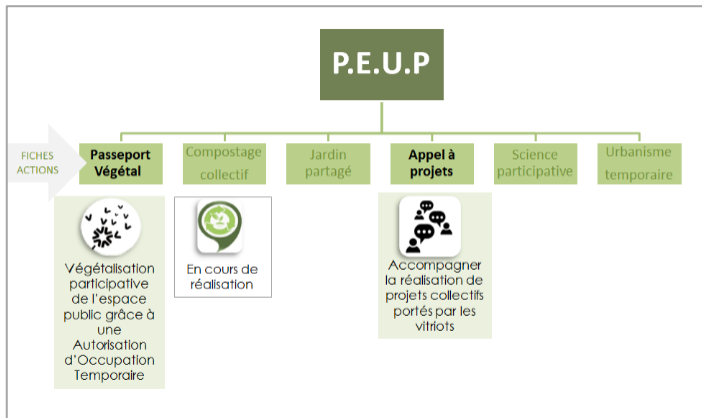 P.E.U.P
FICHES
ACTIONS
Passeport
Végétal
Compostage
collectif
Jardin
partagé
Appel à
projets
Science
participative
Urbanisme
temporaire
Végétalisation
participative
de l'espace
public grâce à
une
Autorisation
d'Occupation
Temporaire
En cours de
réalisation
Accompagner
la réalisation de
projets collectifs
portés par les
vitriots